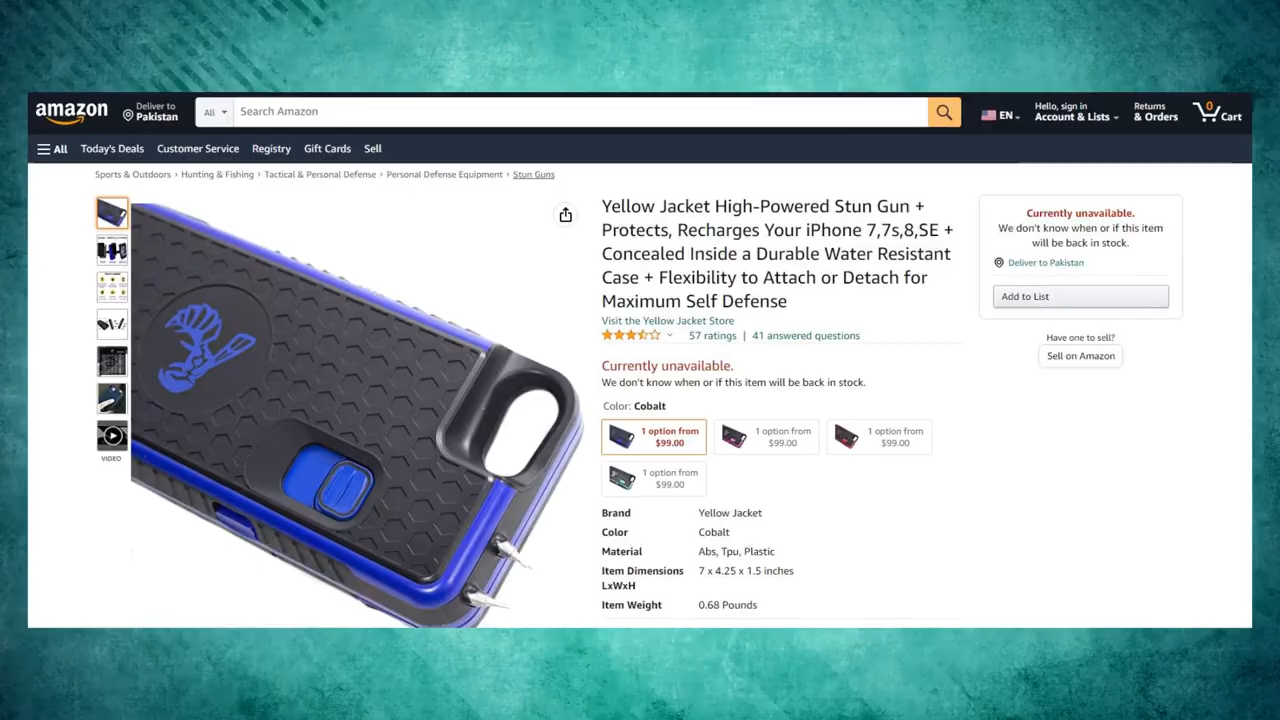 amazon
Deliver to
Pakistan
All
Search Amazon
EN
Hello, sign in
Account & Lists
Returns
& Orders
0
Cart
All
Today's Deals
Customer Service
Registry
Gift Cards
Sell
Sports & Outdoors › Hunting & Fishing › Tactical & Personal Defense › Personal Defense Equipment › Stun Guns
VIDEO
Yellow Jacket High-Powered Stun Gun +
Protects, Recharges Your iPhone 7,7s,8,SE +
Concealed Inside a Durable Water Resistant
Case + Flexibility to Attach or Detach for
Maximum Self Defense
Visit the Yellow Jacket Store
57 ratings | 41 answered questions
Currently unavailable.
We don't know when or if this item will be back in stock.
Color: Cobalt
1 option from
$99.00
1 option from
$99.00
1 option from
$99.00
1 option from
$99.00
Brand Yellow Jacket
Color Cobalt
Material Abs, Tpu, Plastic
Item Dimensions 7 x 4.25 x 1.5 inches
LxWxH
Item Weight 0.68 Pounds
Currently unavailable.
We don't know when or if this item
will be back in stock.
Deliver to Pakistan
Add to List
Have one to sell?
Sell on Amazon